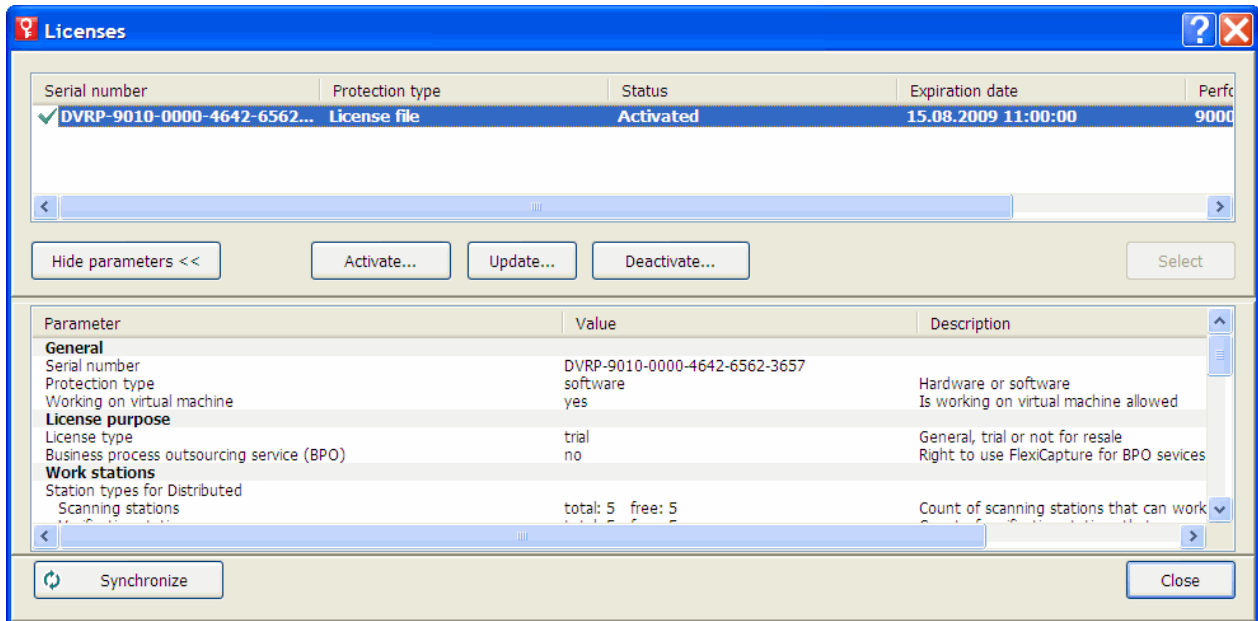 Licenses
Serial number Protection type Status Expiration date Perfc
DVRP-9010-0000-4642-6562... License file Activated 15.08.2009 11:00:00 9000
Hide parameters << Activate... Update... Deactivate... Select
Parameter Value Description
General
Serial number DVRP-9010-0000-4642-6562-3657
Protection type software Hardware or software
Working on virtual machine yes Is working on virtual machine allowed
License purpose
License type trial General, trial or not for resale
Business process outsourcing service (BPO) no Right to use FlexiCapture for BPO sevices
Work stations
Station types for Distributed
Scanning stations total: 5 free: 5 Count of scanning stations that can work
Synchronize Close